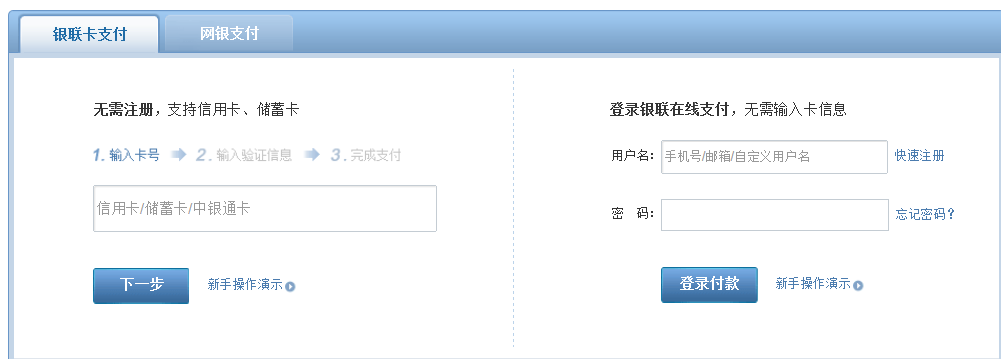 银联卡支付 网银支付
无需注册，支持信用卡、储蓄卡
1. 输入卡号 2. 输入验证信息 3. 完成支付
信用卡/储蓄卡/中银通卡
下一步 新手操作演示
登录银联在线支付，无需输入卡信息
用户名: 手机号/邮箱/自定义用户名 快速注册
密 码: 忘记密码?
登录付款 新手操作演示